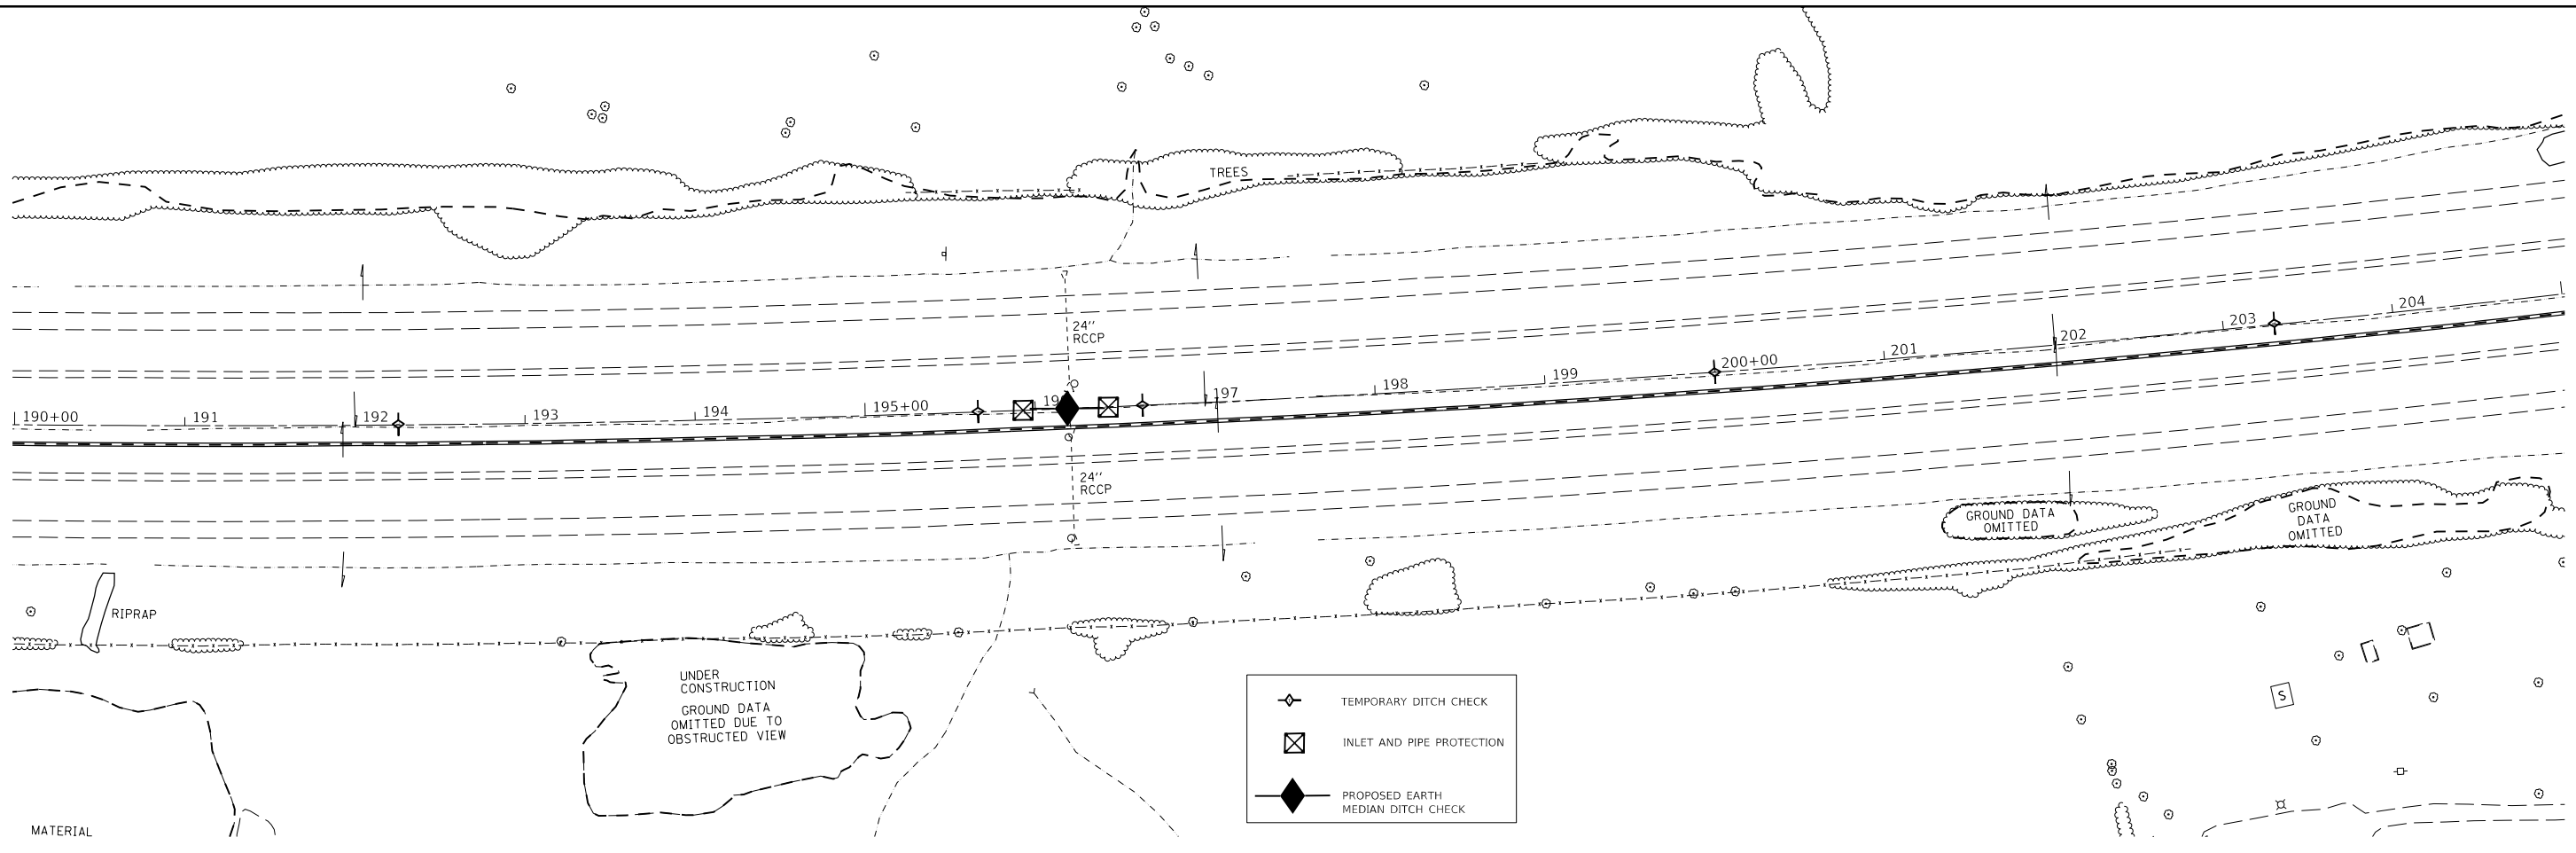 TREES
24''
RCCP
190+00
191
192
193
194
195+00
197
198
199
200+00
201
202
203
204
24''
RCCP
RIPRAP
GROUND DATA
OMITTED
GROUND
DATA
OMITTED
UNDER
CONSTRUCTION
GROUND DATA
OMITTED DUE TO
OBSTRUCTED VIEW
S
MATERIAL
TEMPORARY DITCH CHECK
INLET AND PIPE PROTECTION
PROPOSED EARTH
MEDIAN DITCH CHECK